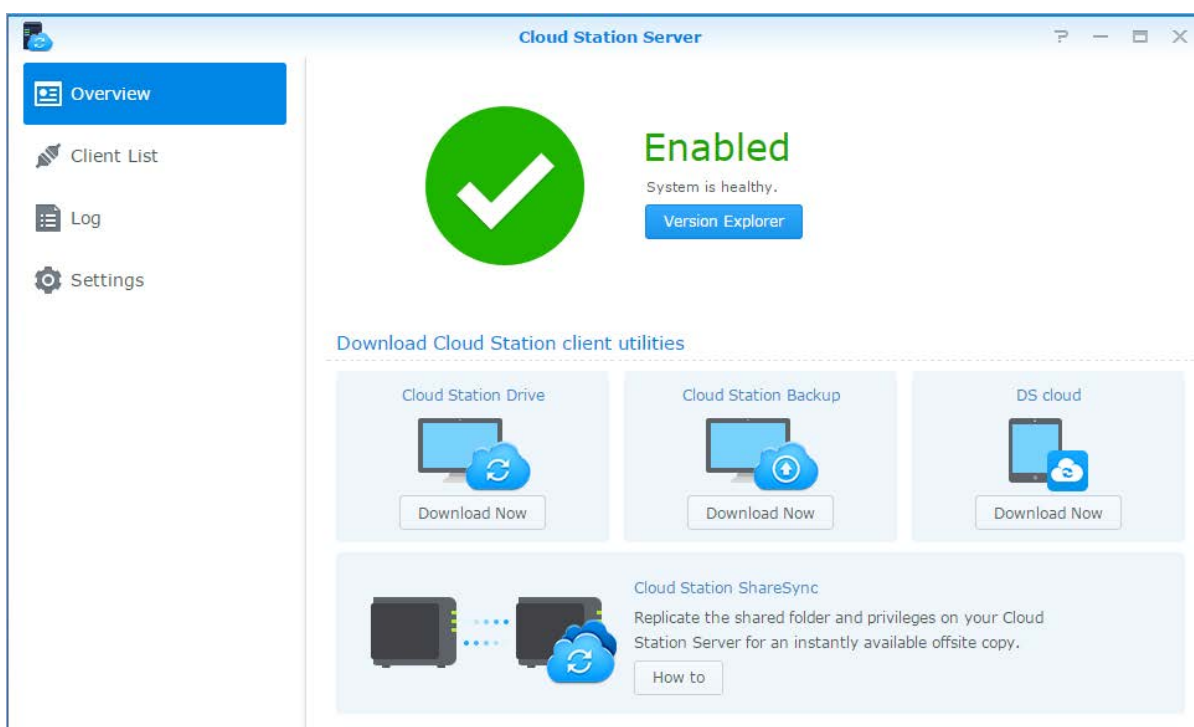 Cloud Station Server
Overview
Client List
Log
Settings
Enabled
System is healthy.
Version Explorer
Download Cloud Station client utilities
Cloud Station Drive
Download Now
Cloud Station Backup
Download Now
DS cloud
Download Now
Cloud Station ShareSync
Replicate the shared folder and privileges on your Cloud
Station Server for an instantly available offsite copy.
How to